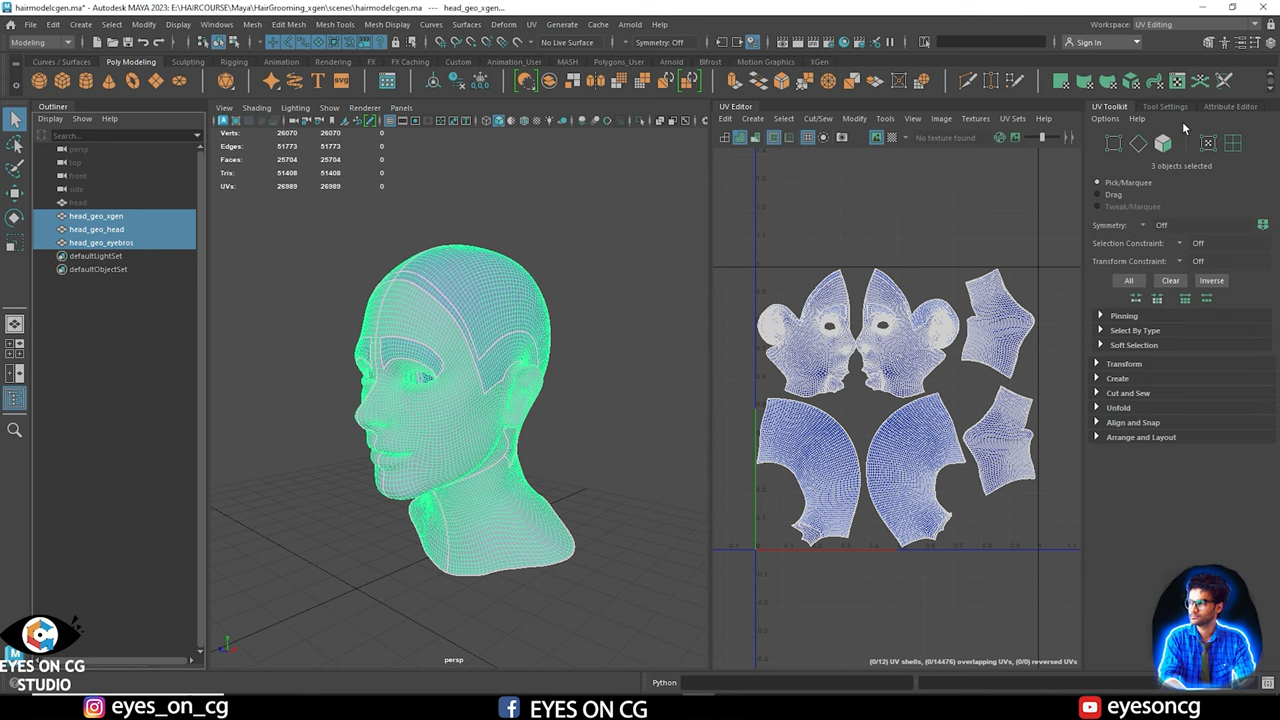 hairmodelcgen.ma* - Autodesk MAYA 2023: E:\HAIRCOURSE\Maya\HairGrooming_xgen\scenes\hairmodelcgen.ma --- head_geo_xgen...
File Edit Create Select Modify Display Windows Mesh Edit Mesh Mesh Tools Mesh Display Curves Surfaces Deform UV Generate Cache Arnold Help
Workspace: UV Editing
Modeling
No Live Surface
Symmetry: Off
Sign In
Curves / Surfaces Poly Modeling Sculpting Rigging Animation Rendering FX FX Caching Custom Animation_User MASH Polygons_User Arnold Bifrost Motion Graphics XGen
Outliner
Display Show Help
Search...
persp
top
front
side
head
head_geo_xgen
head_geo_head
head_geo_eyebros
defaultLightSet
defaultObjectSet
View Shading Lighting Show Renderer Panels
Verts: 26070 26070 0
Edges: 51773 51773 0
Faces: 25704 25704 0
Tris: 51408 51408 0
UVs: 26989 26989 0
persp
UV Editor
Edit Create Select Cut/Sew Modify Tools View Image Textures UV Sets Help
No texture found
(0/12) UV shells, (0/14476) overlapping UVs, (0/0) reversed UVs
UV Toolkit Tool Settings Attribute Editor
Options Help
3 objects selected
Pick/Marquee
Drag
Tweak/Marquee
Symmetry: Off
Selection Constraint: Off
Transform Constraint: Off
All Clear Inverse
Pinning
Select By Type
Soft Selection
Transform
Create
Cut and Sew
Unfold
Align and Snap
Arrange and Layout
Python
EYES ON CG
STUDIO
eyes_on_cg
EYES ON CG
eyesoncg